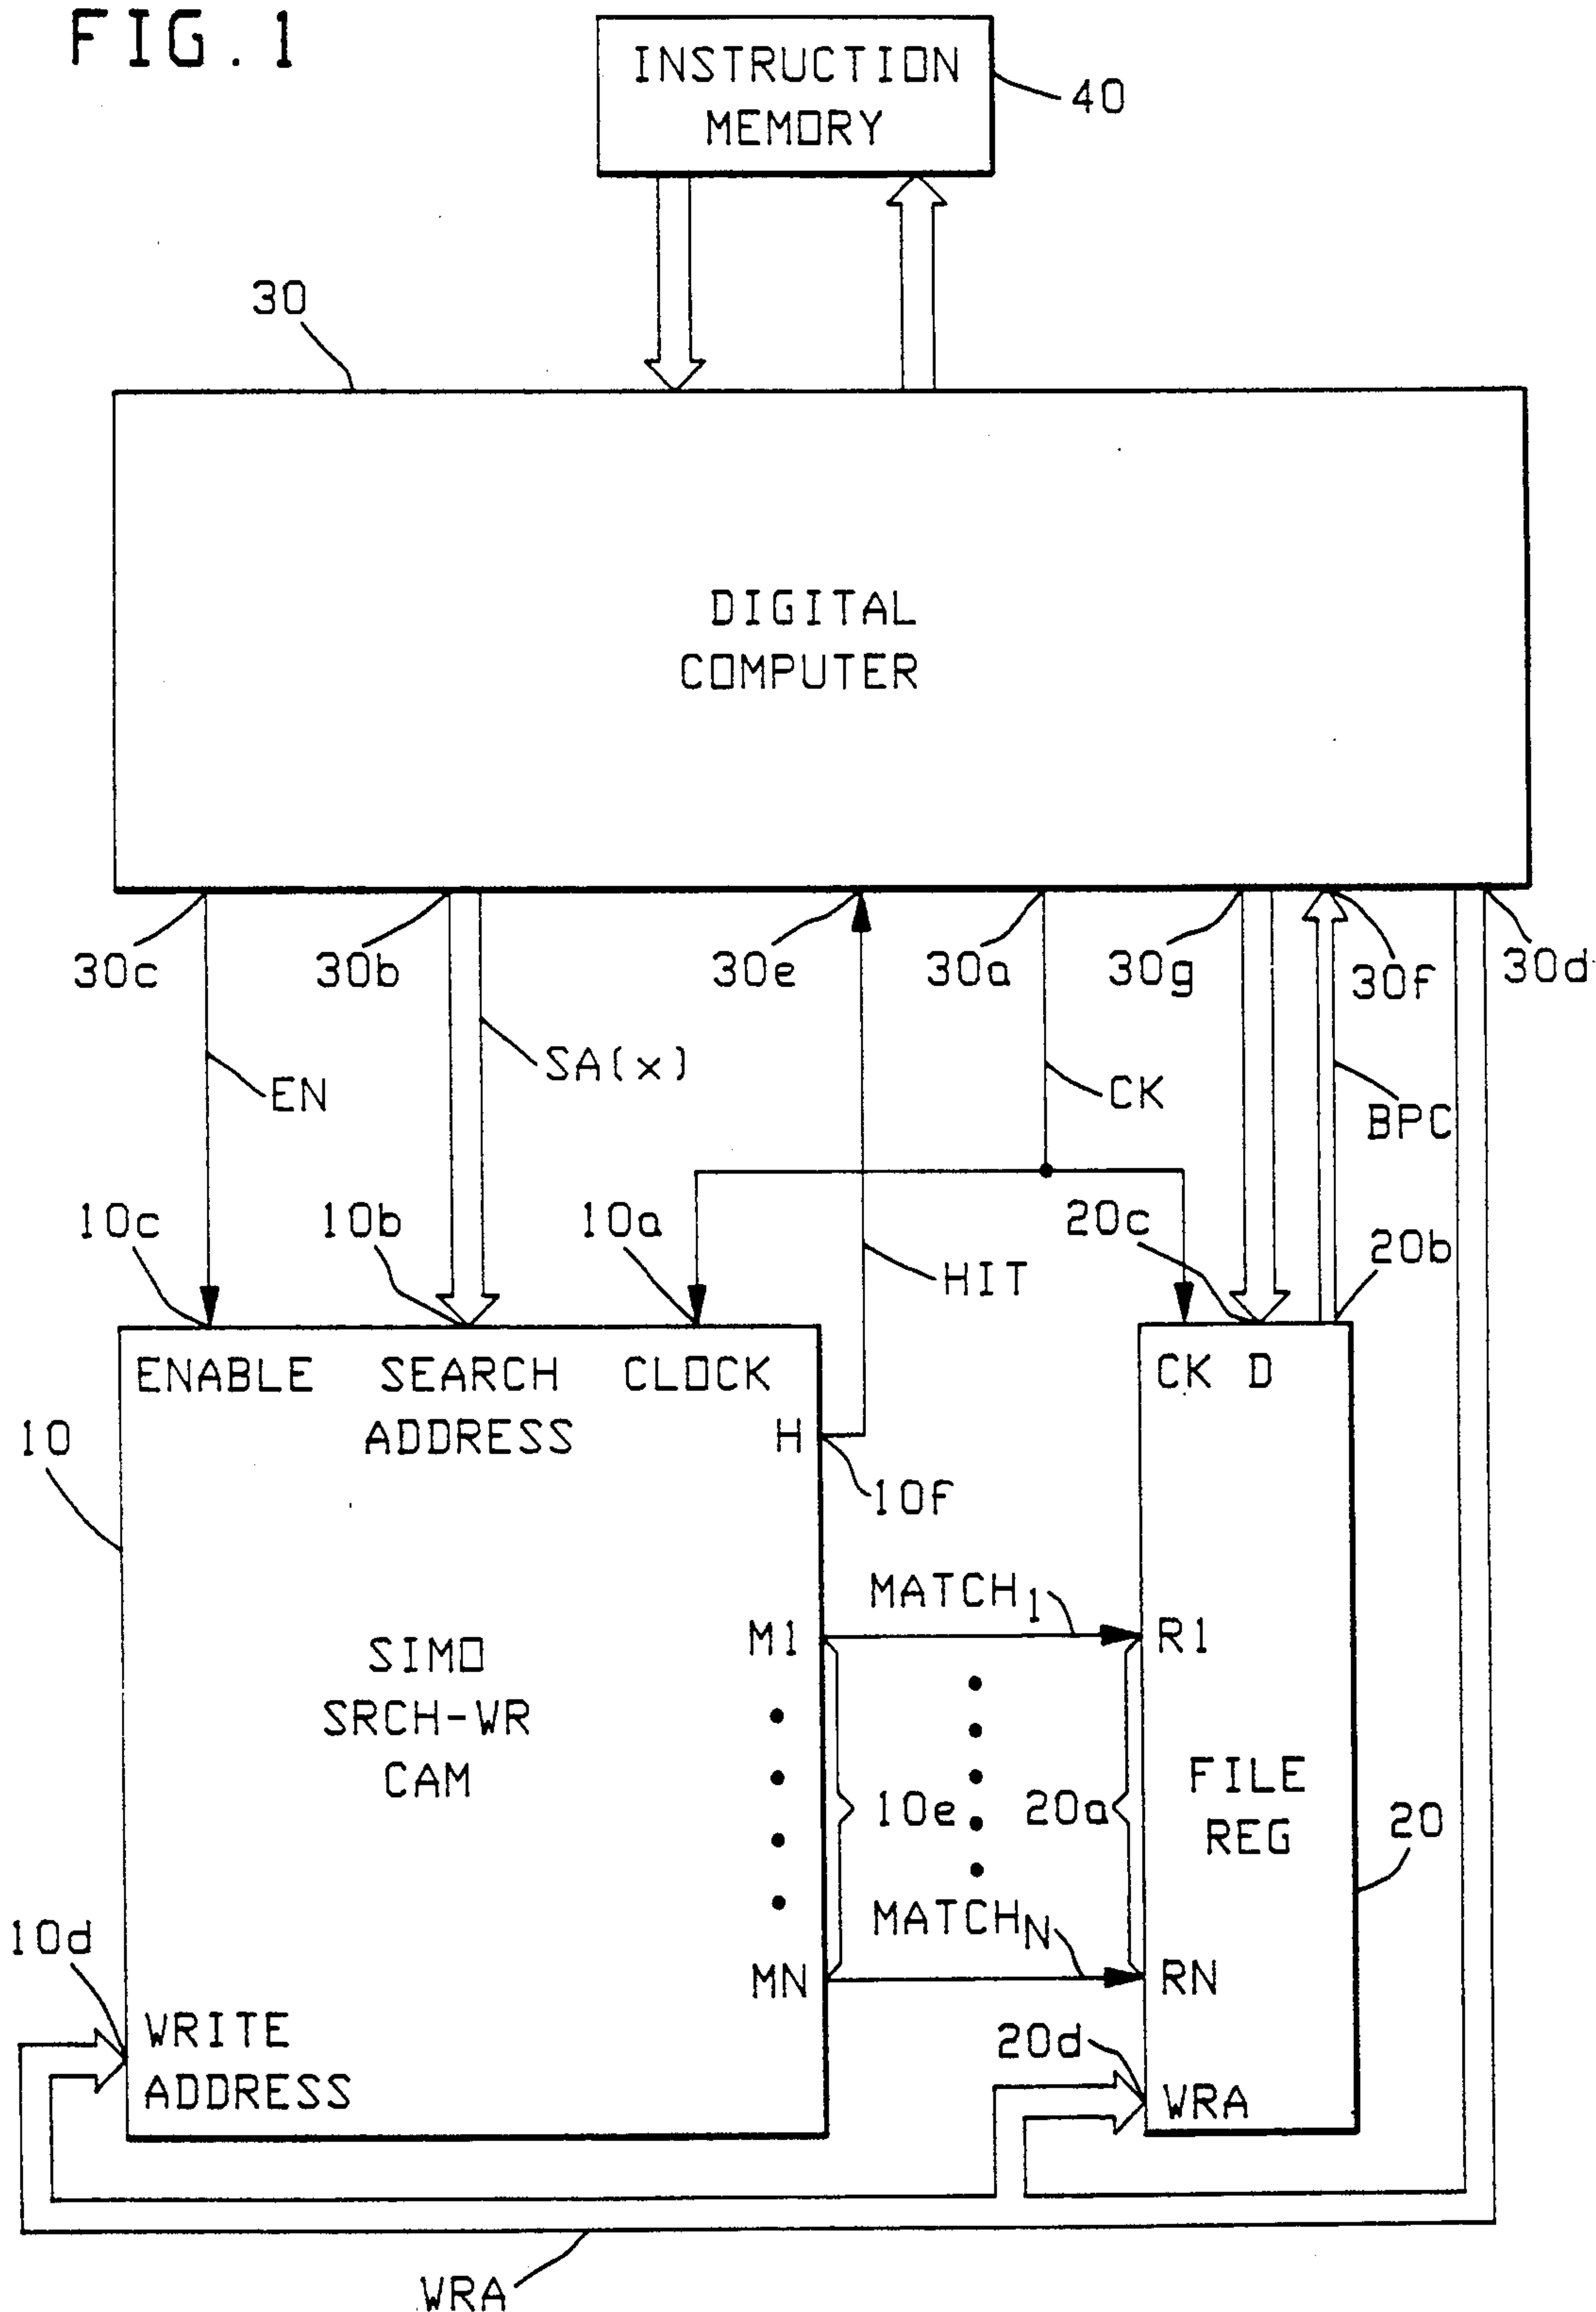 FIG. 1
INSTRUCTION
MEMORY
40
30
DIGITAL
COMPUTER
30c
30b
30e
30a
30g
30f
30d
EN
SA(x)
CK
BPC
10c
10b
10a
20c
20b
HIT
ENABLE
SEARCH
ADDRESS
CLOCK
CK D
H
10
10f
MATCH1
M1
R1
SIMO
SRCH-WR
CAM
10e
20a
FILE
REG
20
MATCHN
10d
MN
RN
WRITE
ADDRESS
20d
WRA
WRA